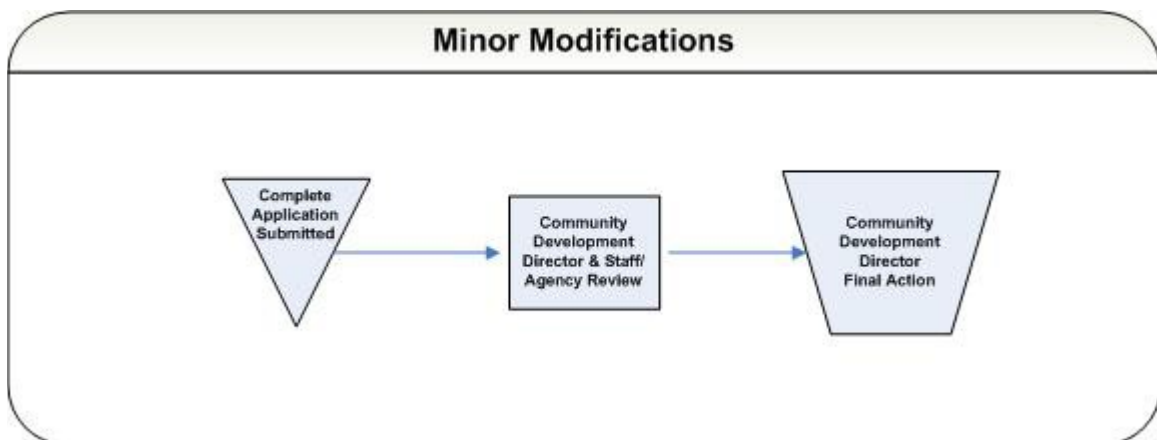 Minor Modifications
Complete
Application
Submitted
Community
Development
Director & Staff/
Agency Review
Community
Development
Director
Final Action